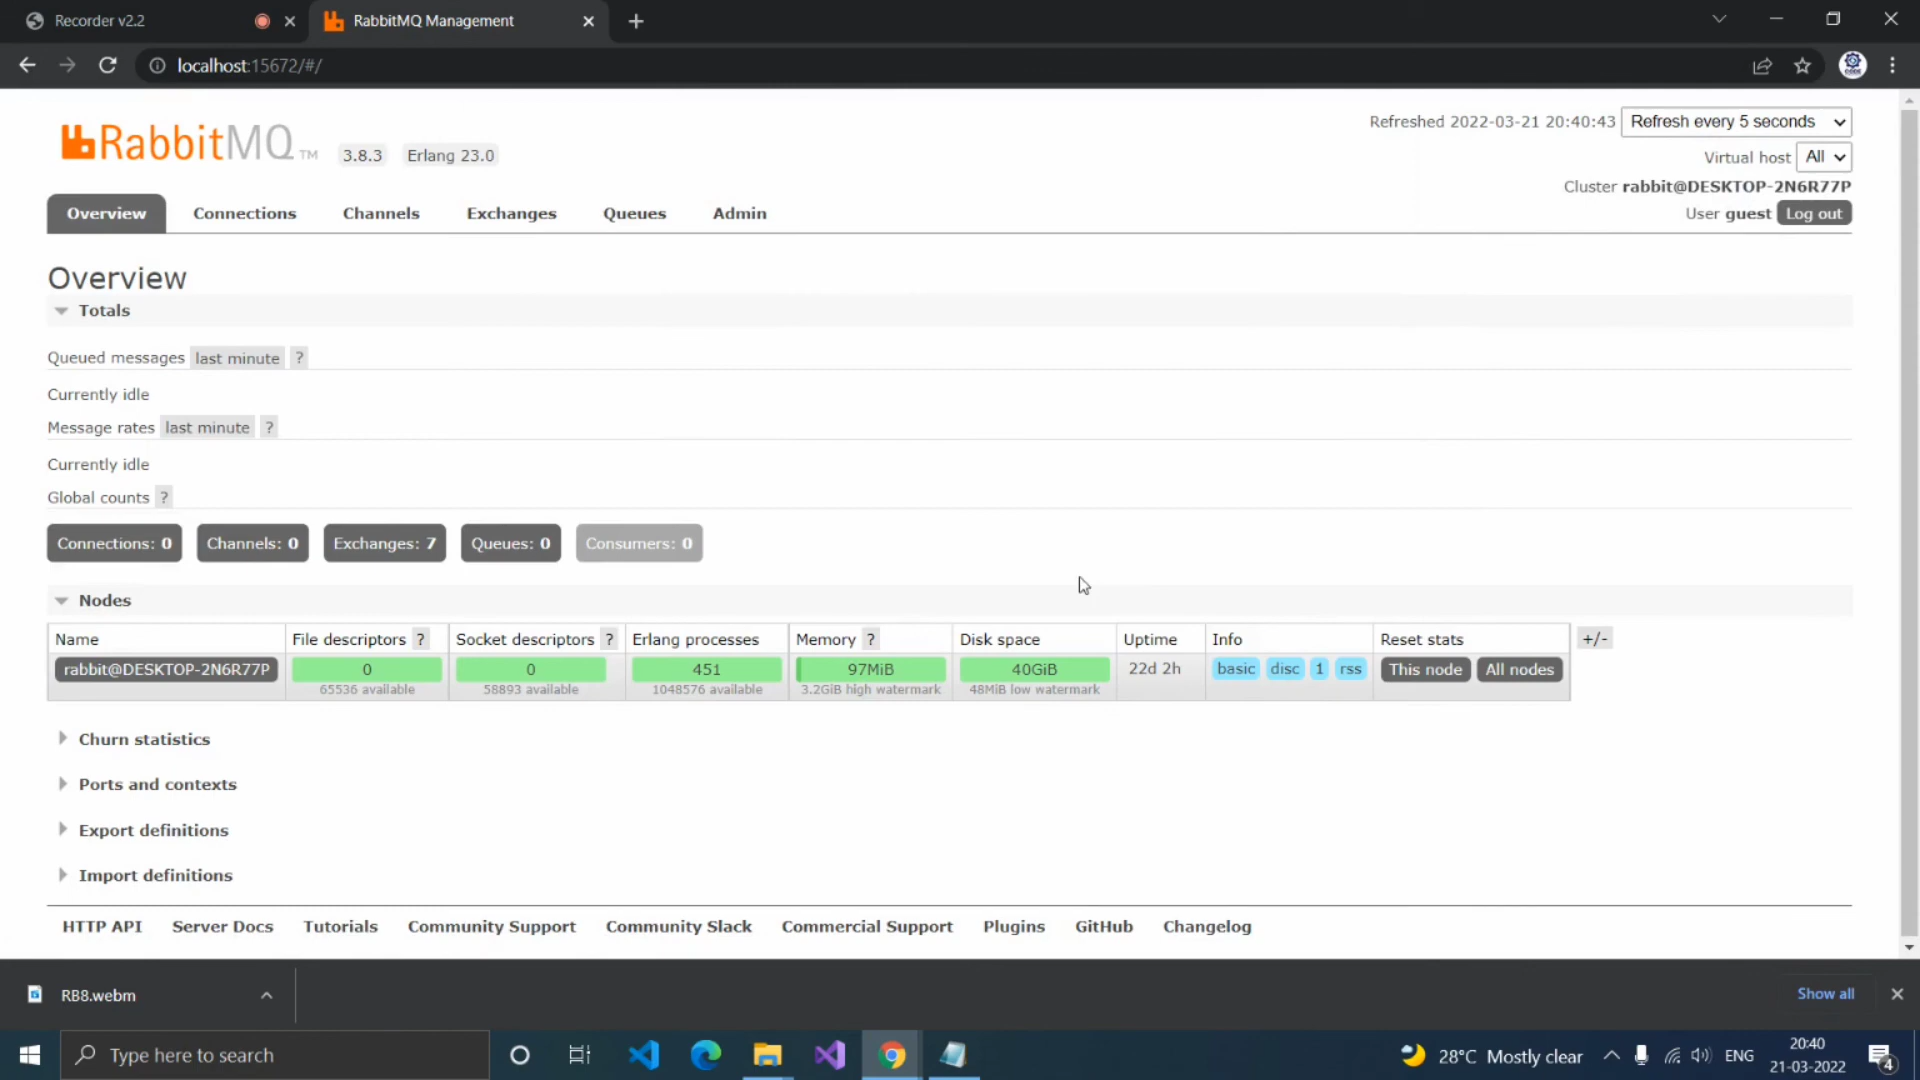 Recorder v2.2
RabbitMQ Management
localhost:15672/#/
RabbitMQ TM
3.8.3
Erlang 23.0
Refreshed 2022-03-21 20:40:43
Refresh every 5 seconds
Virtual host
All
Cluster rabbit@DESKTOP-2N6R77P
User guest
Log out
Overview
Connections
Channels
Exchanges
Queues
Admin
Overview
Totals
Queued messages last minute ?
Currently idle
Message rates last minute ?
Currently idle
Global counts ?
Connections: 0
Channels: 0
Exchanges: 7
Queues: 0
Consumers: 0
Nodes
Name
File descriptors ?
Socket descriptors ?
Erlang processes
Memory ?
Disk space
Uptime
Info
Reset stats
+/-
rabbit@DESKTOP-2N6R77P
0
65536 available
0
58893 available
451
1048576 available
97MiB
3.2GiB high watermark
40GiB
48MiB low watermark
22d 2h
basic disc 1 rss
This node
All nodes
Churn statistics
Ports and contexts
Export definitions
Import definitions
HTTP API
Server Docs
Tutorials
Community Support
Community Slack
Commercial Support
Plugins
GitHub
Changelog
RB8.webm
Show all
Type here to search
28°C Mostly clear
ENG
20:40
21-03-2022
4